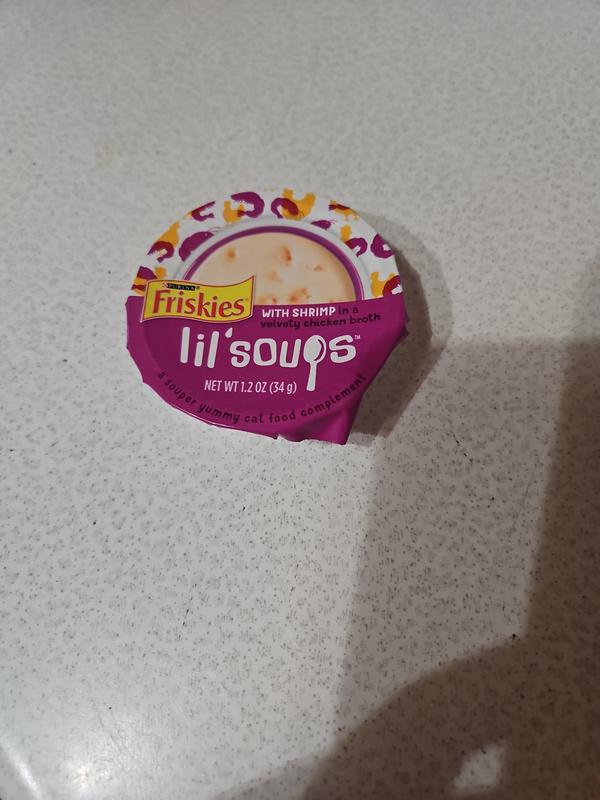 PURINA®
Friskies®
WITH SHRIMP in a
velvety chicken broth
lil' soups™
NET WT 1.2 OZ (34 g)
a souper yummy cat food complement